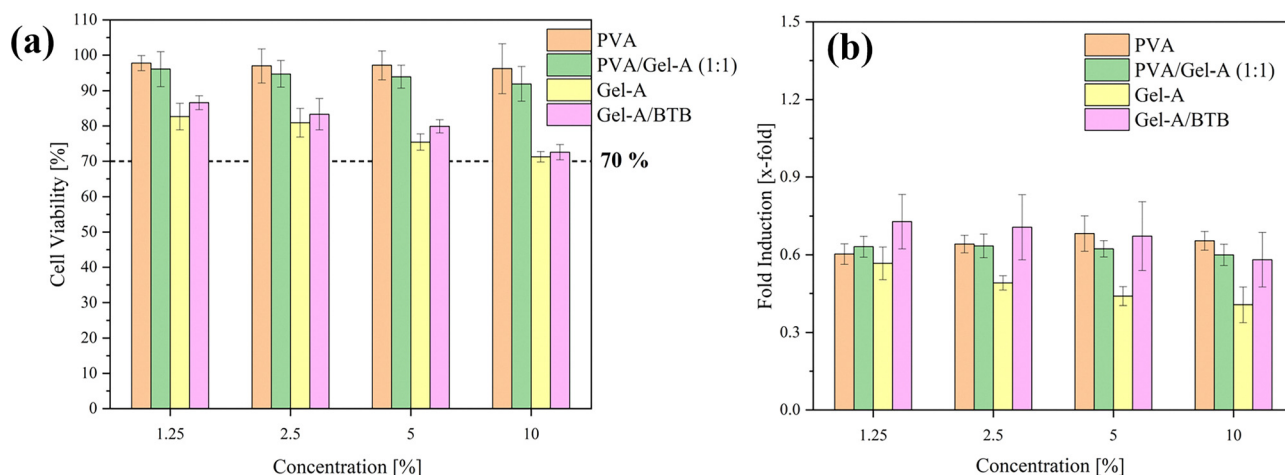 (a)
110
100
90
80
70
60
50
40
30
20
10
0
Cell Viability [%]
PVA
PVA/Gel-A (1:1)
Gel-A
Gel-A/BTB
70 %
1.25
2.5
5
10
Concentration [%]
(b)
1.5
1.2
0.9
0.6
0.3
0.0
Fold Induction [x-fold]
PVA
PVA/Gel-A (1:1)
Gel-A
Gel-A/BTB
1.25
2.5
5
10
Concentration [%]